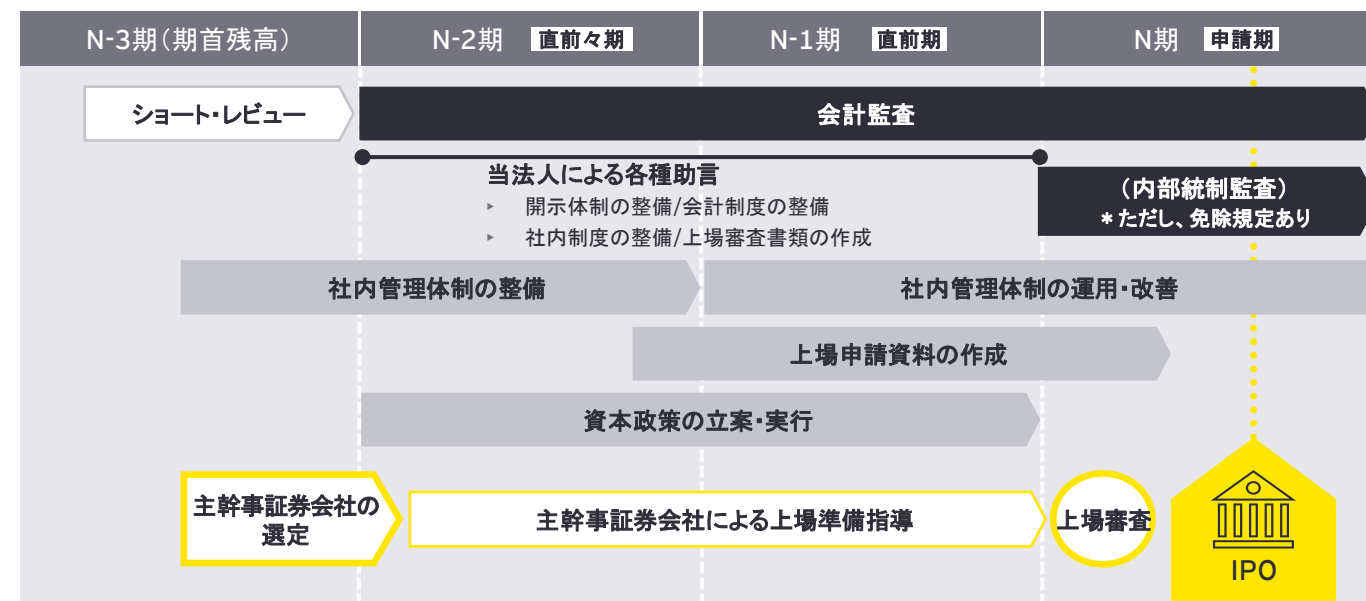 N-3期(期首残高)
N-2期 直前々期
N-1期 直前期
N期 申請期
ショート・レビュー
会計監査
当法人による各種助言
▸ 開示体制の整備/会計制度の整備
▸ 社内制度の整備/上場審査書類の作成
(内部統制監査)
*ただし、免除規定あり
社内管理体制の整備
社内管理体制の運用・改善
上場申請資料の作成
資本政策の立案・実行
主幹事証券会社の
選定
主幹事証券会社による上場準備指導
上場審査
IPO